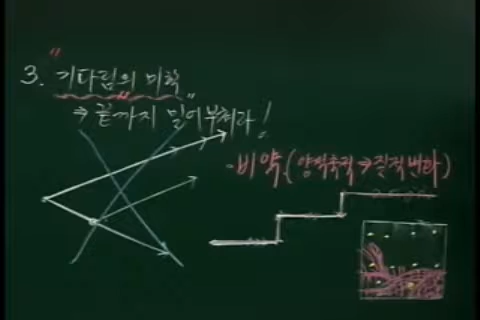 3. "기다림의 미학"
→ 끝까지 밀어부쳐라!
·비약.(양적축적→질적변화)